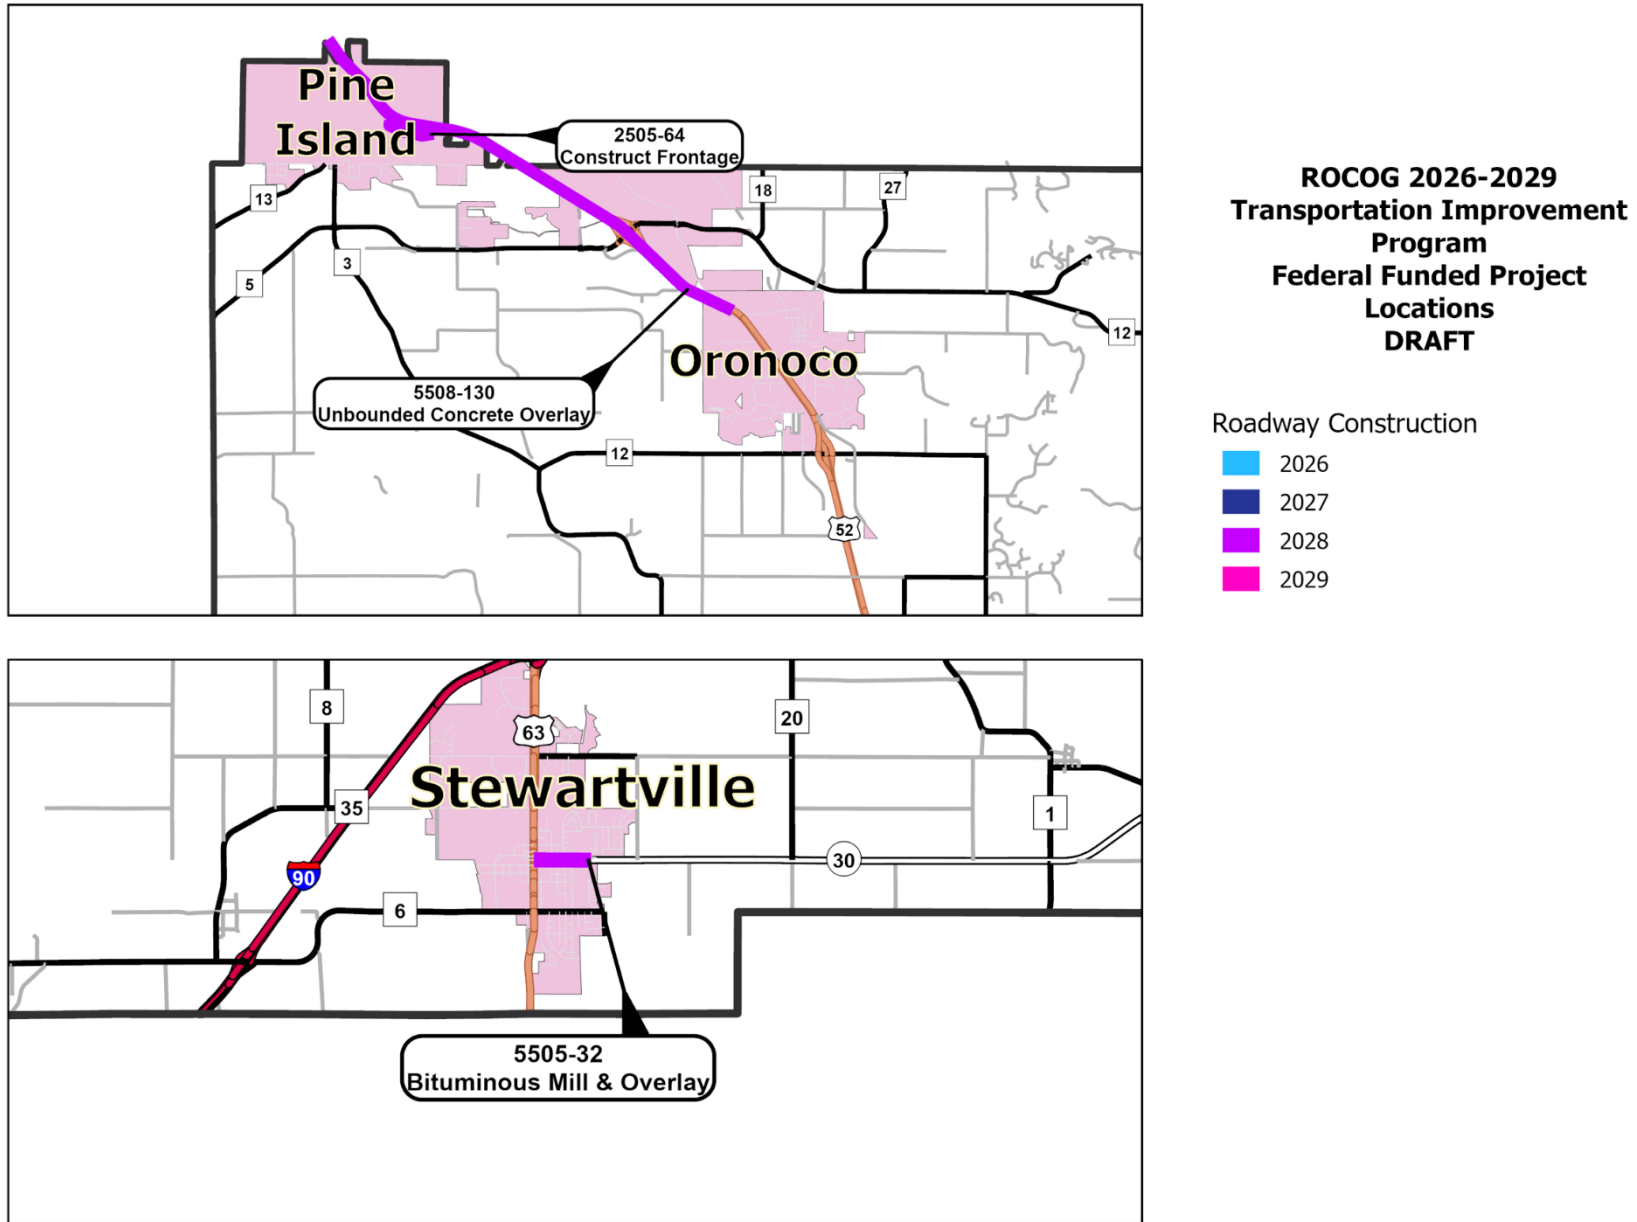 Pine
Island
2505-64
Construct Frontage
13
18
27
3
5
12
Oronoco
5508-130
Unbounded Concrete Overlay
12
52
ROCOG 2026-2029
Transportation Improvement
Program
Federal Funded Project
Locations
DRAFT
Roadway Construction
2026
2027
2028
2029
8
63
20
Stewartville
35
1
30
90
6
5505-32
Bituminous Mill & Overlay